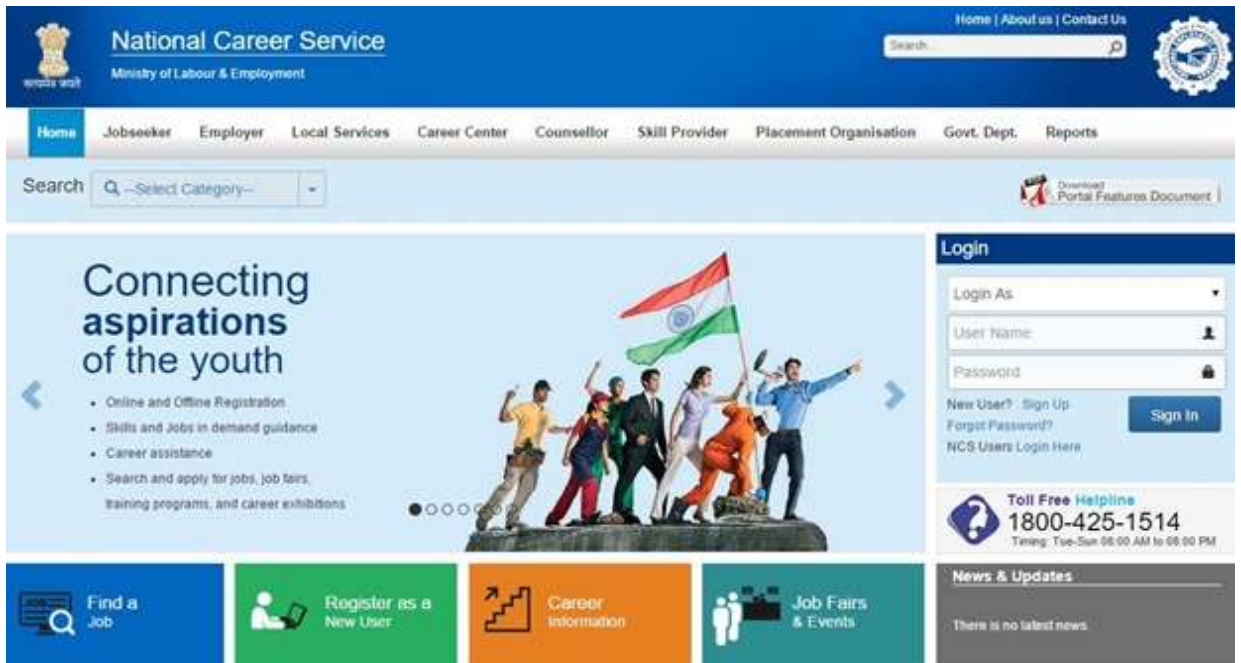 Home | About us | Contact Us
National Career Service
Search...
Ministry of Labour & Employment
सत्यमेव जयते
Home Jobseeker Employer Local Services Career Center Counsellor Skill Provider Placement Organisation Govt. Dept. Reports
Search --Select Category--
Download
Portal Features Document
Connecting
aspirations
of the youth
• Online and Offline Registration
• Skills and Jobs in demand guidance
• Career assistance
• Search and apply for jobs, job fairs,
training programs, and career exhibitions
Login
Login As
User Name
Password
New User? Sign Up
Forgot Password?
Sign In
NCS Users Login Here
Toll Free Helpline
1800-425-1514
Timing: Tue-Sun 08:00 AM to 08:00 PM
Find a
Job
Register as a
New User
Career
Information
Job Fairs
& Events
News & Updates
There is no latest news.